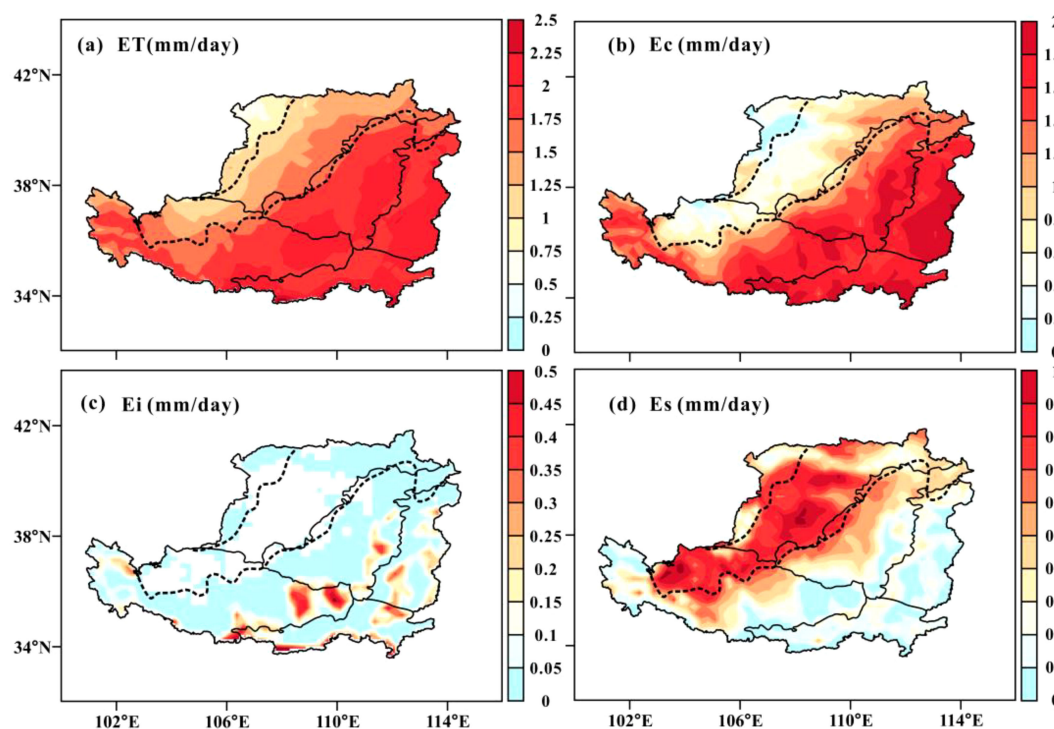 (a) ET(mm/day)
42°N
38°N
34°N
2.5
2.25
2
1.75
1.5
1.25
1
0.75
0.5
0.25
0
(b) Ec (mm/day)
(c) Ei (mm/day)
42°N
38°N
34°N
102°E
106°E
110°E
114°E
0.5
0.45
0.4
0.35
0.3
0.25
0.2
0.15
0.1
0.05
0
(d) Es (mm/day)
102°E
106°E
110°E
114°E